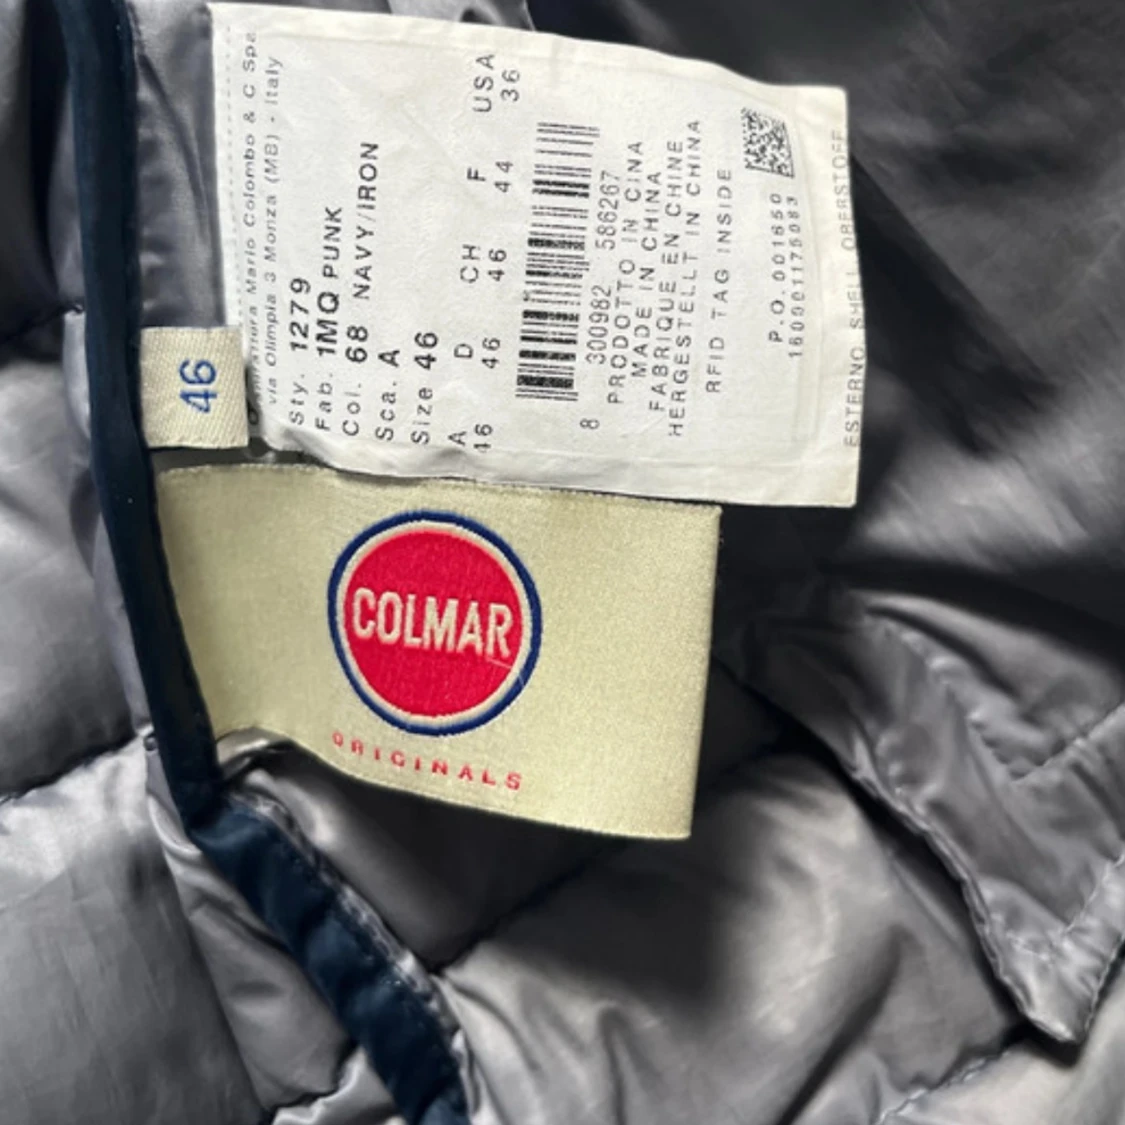 Manifattura Mario Colombo & C Spa
via Olimpia 3 Monza (MB) - Italy
Sty. 1279
Fab. 1MQ PUNK
Col. 68 NAVY/IRON
Sca. A
Size 46
A D CH F USA
46 46 46 44 36
8 300982 586267
PRODOTTO IN CINA
MADE IN CHINA
FABRIQUE EN CHINE
HERGESTELLT IN CHINA
RFID TAG INSIDE
P.O. 001650
ESTERNO SHELL OBERSTOFF
46
COLMAR
ORIGINALS